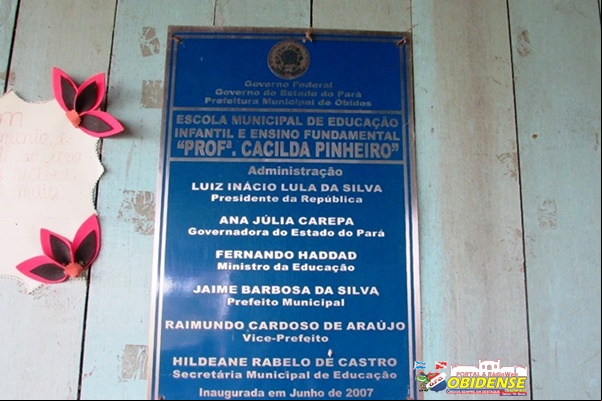 Governo Federal
Governo do Estado do Pará
Prefeitura Municipal de Óbidos
ESCOLA MUNICIPAL DE EDUCAÇÃO
INFANTIL E ENSINO FUNDAMENTAL
"PROFª. CACILDA PINHEIRO"
Administração
LUIZ INÁCIO LULA DA SILVA
Presidente da República
ANA JÚLIA CAREPA
Governadora do Estado do Pará
FERNANDO HADDAD
Ministro da Educação
JAIME BARBOSA DA SILVA
Prefeito Municipal
RAIMUNDO CARDOSO DE ARAÚJO
Vice-Prefeito
HILDEANE RABELO DE CASTRO
Secretária Municipal de Educação
Inaugurada em Junho de 2007
PORTAL & RádioWeb
OBIDENSE